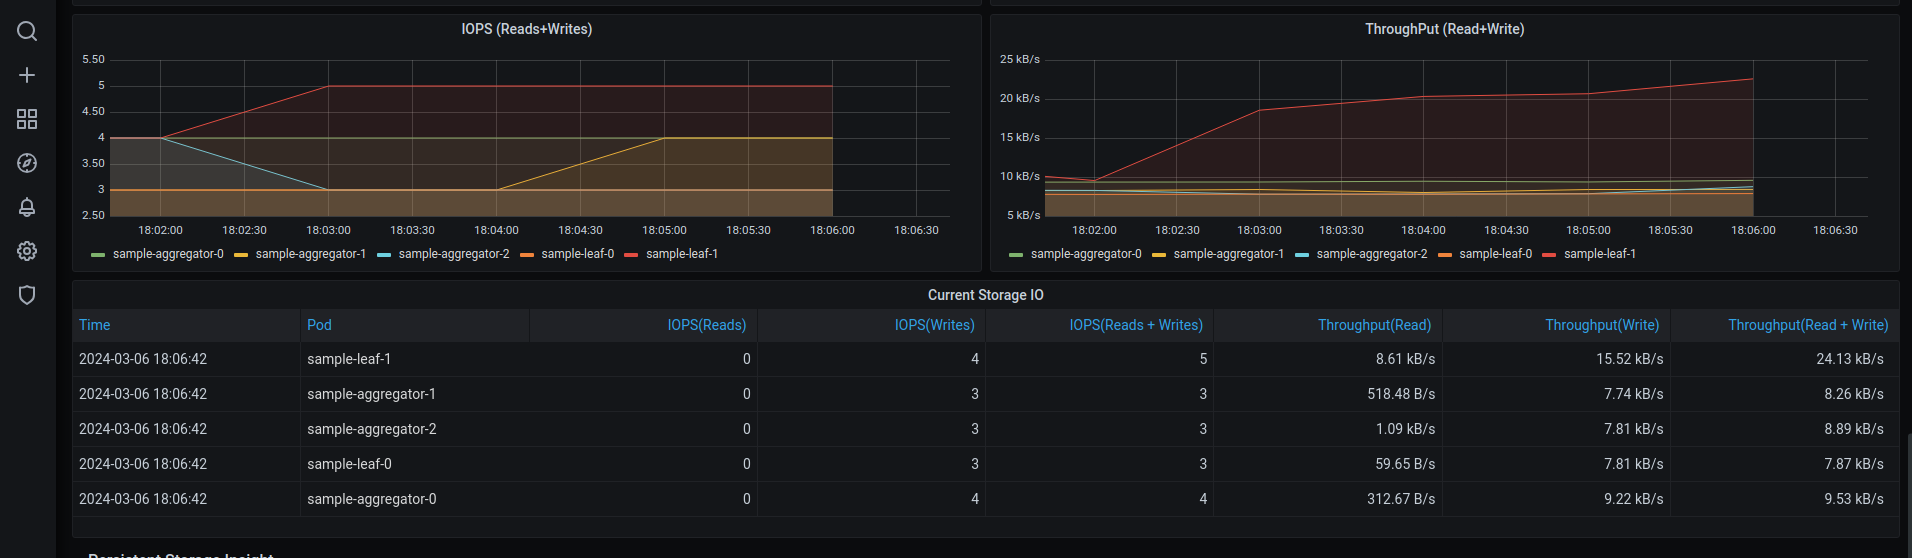 IOPS (Reads+Writes)
5.50
5
4.50
4
3.50
3
2.50
18:02:00 18:02:30 18:03:00 18:03:30 18:04:00 18:04:30 18:05:00 18:05:30 18:06:00 18:06:30
sample-aggregator-0 sample-aggregator-1 sample-aggregator-2 sample-leaf-0 sample-leaf-1
ThroughPut (Read+Write)
25 kB/s
20 kB/s
15 kB/s
10 kB/s
5 kB/s
18:02:00 18:02:30 18:03:00 18:03:30 18:04:00 18:04:30 18:05:00 18:05:30 18:06:00 18:06:30
sample-aggregator-0 sample-aggregator-1 sample-aggregator-2 sample-leaf-0 sample-leaf-1
Current Storage IO
Time Pod IOPS(Reads) IOPS(Writes) IOPS(Reads + Writes) Throughput(Read) Throughput(Write) Throughput(Read + Write)
2024-03-06 18:06:42 sample-leaf-1 0 4 5 8.61 kB/s 15.52 kB/s 24.13 kB/s
2024-03-06 18:06:42 sample-aggregator-1 0 3 3 518.48 B/s 7.74 kB/s 8.26 kB/s
2024-03-06 18:06:42 sample-aggregator-2 0 3 3 1.09 kB/s 7.81 kB/s 8.89 kB/s
2024-03-06 18:06:42 sample-leaf-0 0 3 3 59.65 B/s 7.81 kB/s 7.87 kB/s
2024-03-06 18:06:42 sample-aggregator-0 0 4 4 312.67 B/s 9.22 kB/s 9.53 kB/s
Persistent Storage Insight